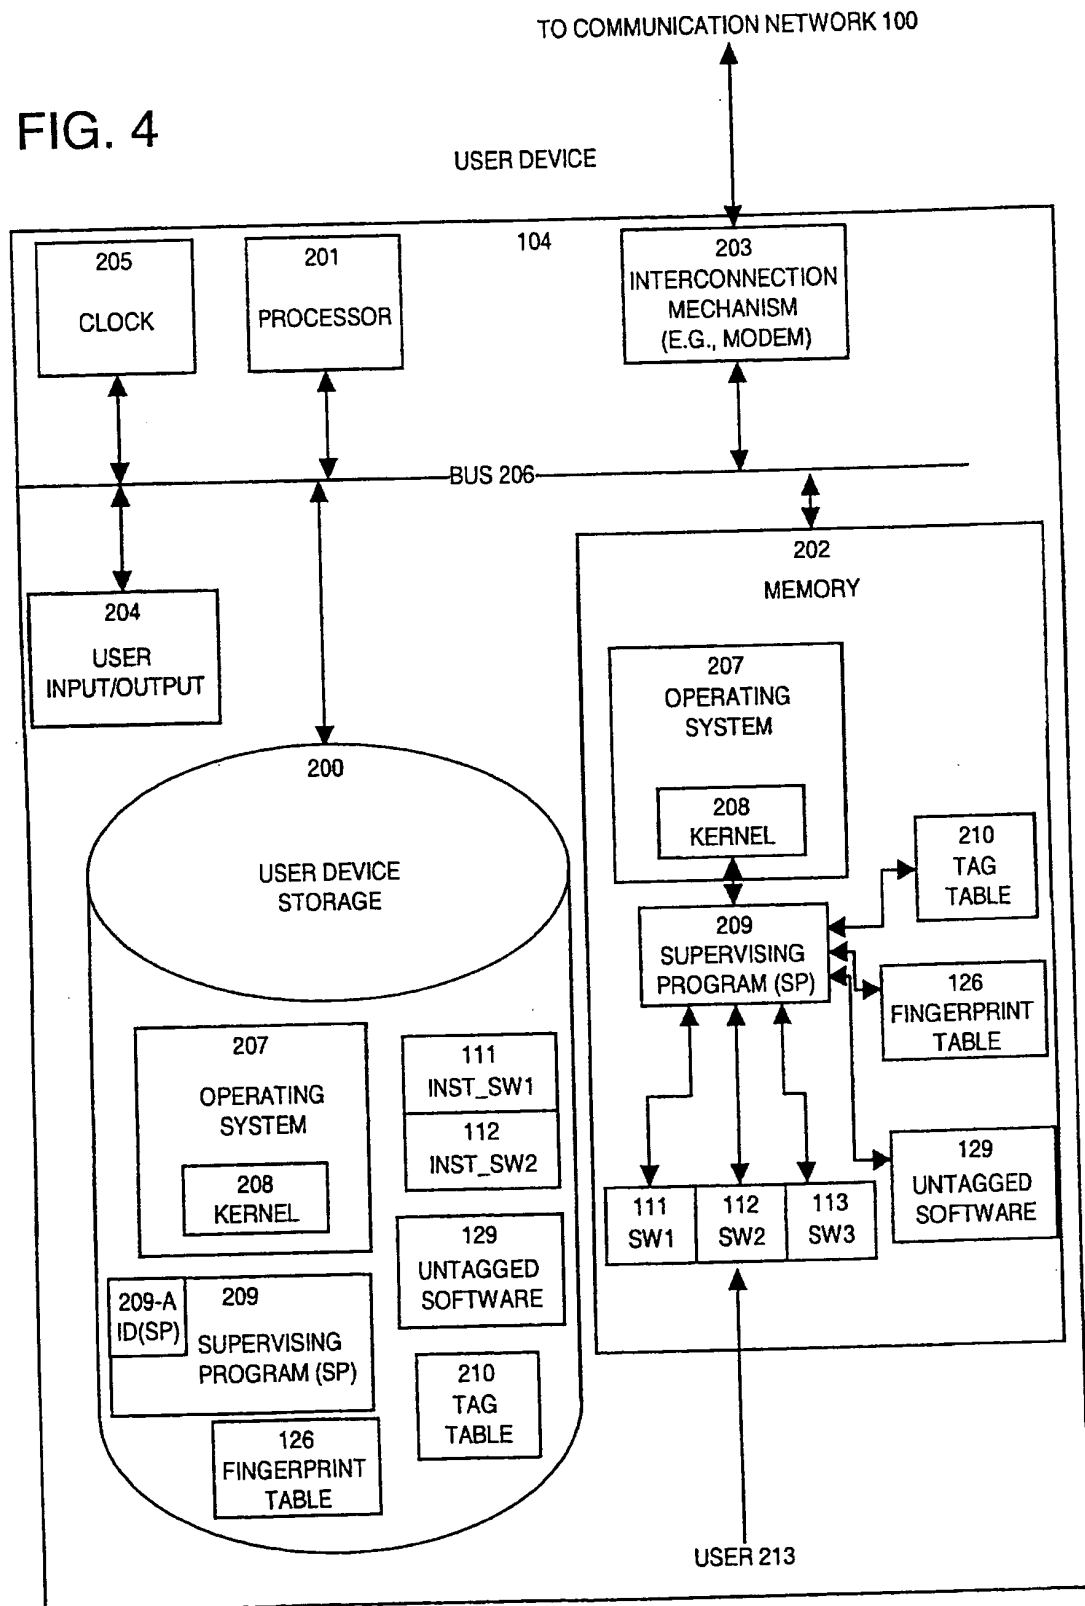 TO COMMUNICATION NETWORK 100
FIG. 4
USER DEVICE
104
205
CLOCK
201
PROCESSOR
203
INTERCONNECTION
MECHANISM
(E.G., MODEM)
BUS 206
204
USER
INPUT/OUTPUT
200
USER DEVICE
STORAGE
207
OPERATING
SYSTEM
208
KERNEL
111
INST_SW1
112
INST_SW2
129
UNTAGGED
SOFTWARE
209-A
ID(SP)
209
SUPERVISING
PROGRAM (SP)
210
TAG
TABLE
126
FINGERPRINT
TABLE
202
MEMORY
207
OPERATING
SYSTEM
208
KERNEL
209
SUPERVISING
PROGRAM (SP)
210
TAG
TABLE
126
FINGERPRINT
TABLE
129
UNTAGGED
SOFTWARE
111
SW1
112
SW2
113
SW3
USER 213